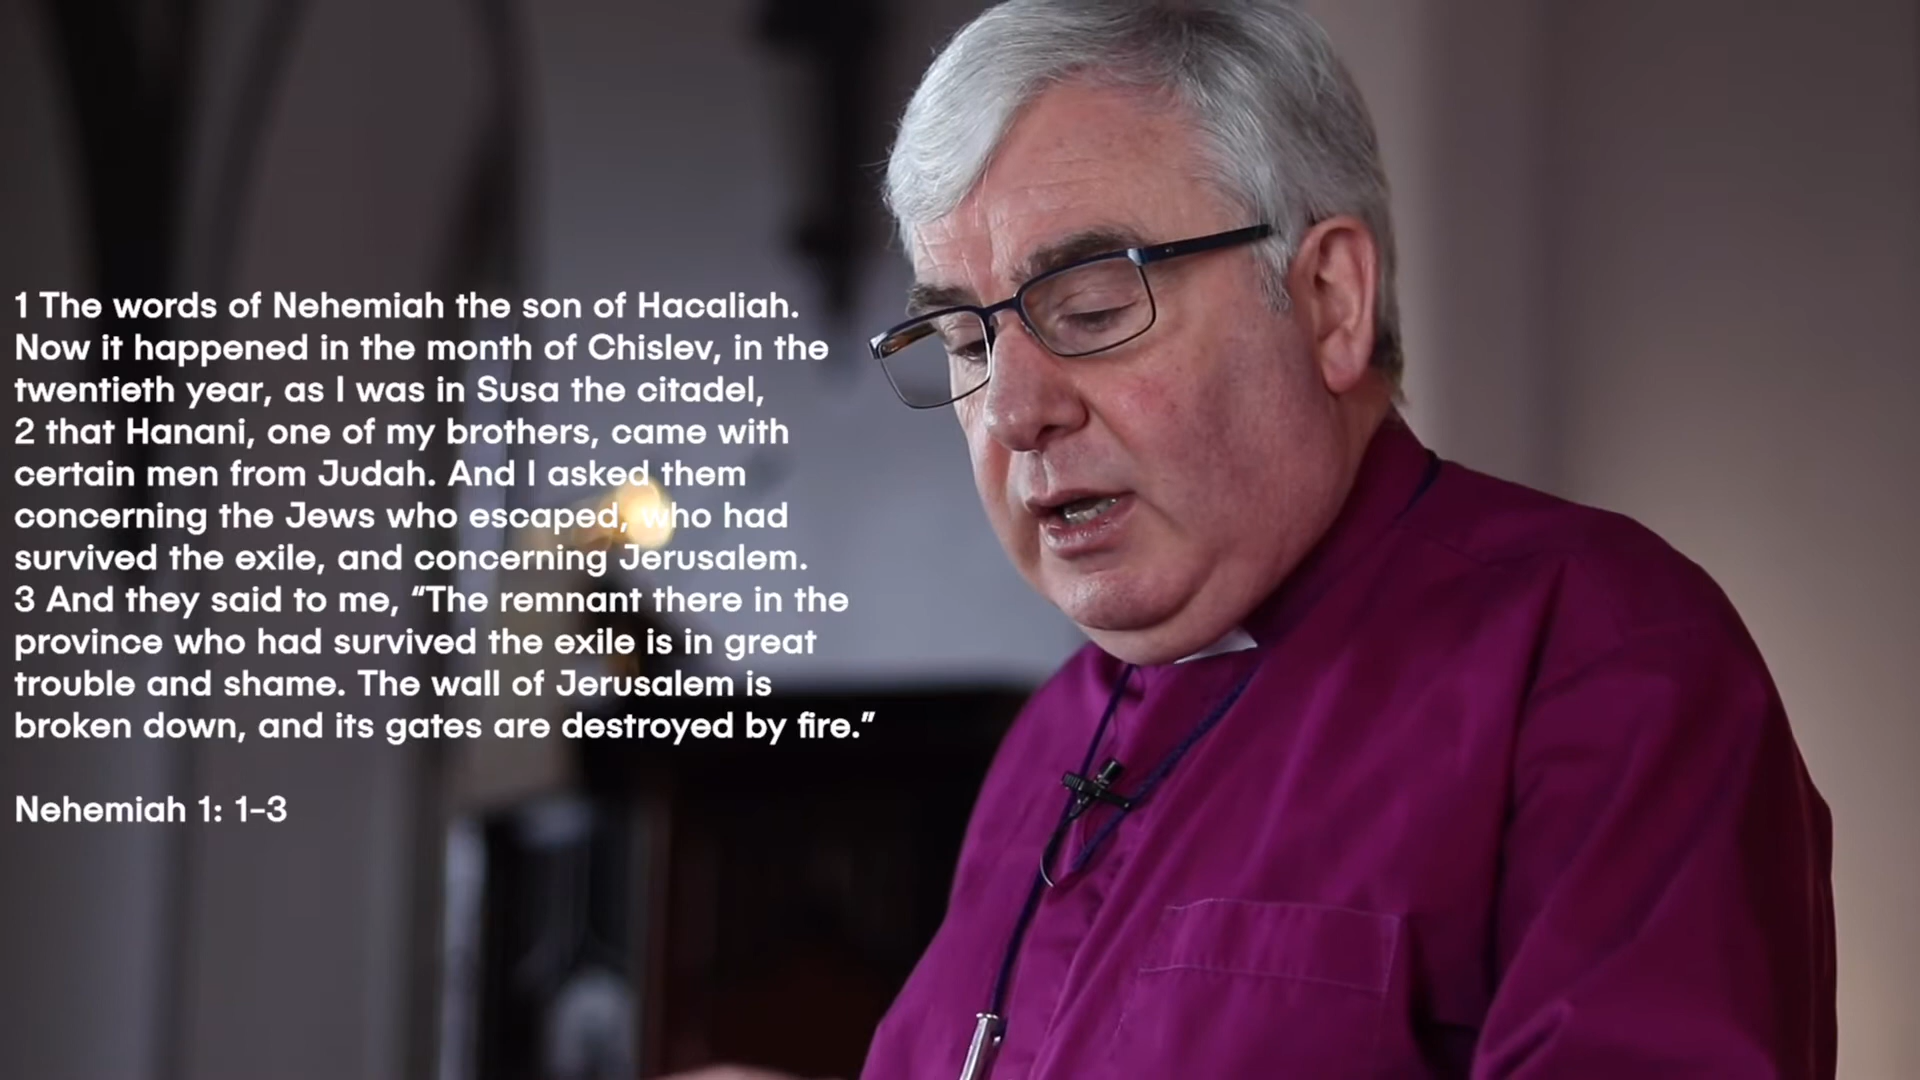 1 The words of Nehemiah the son of Hacaliah.
Now it happened in the month of Chislev, in the
twentieth year, as I was in Susa the citadel,
2 that Hanani, one of my brothers, came with
certain men from Judah. And I asked them
concerning the Jews who escaped, who had
survived the exile, and concerning Jerusalem.
3 And they said to me, “The remnant there in the
province who had survived the exile is in great
trouble and shame. The wall of Jerusalem is
broken down, and its gates are destroyed by fire.”
Nehemiah 1: 1-3